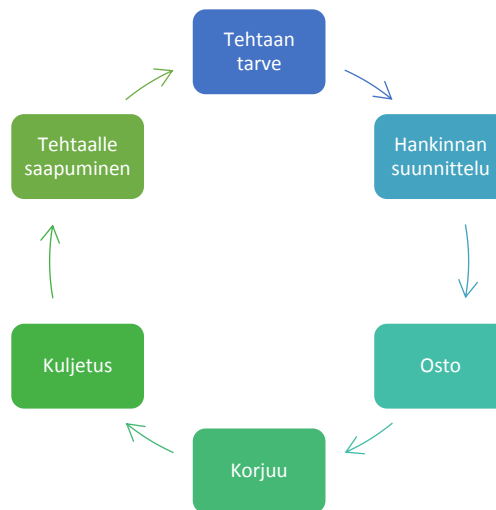 Tehtaan
tarve
Hankinnan
suunnittelu
Osto
Korjuu
Kuljetus
Tehtaalle
saapuminen